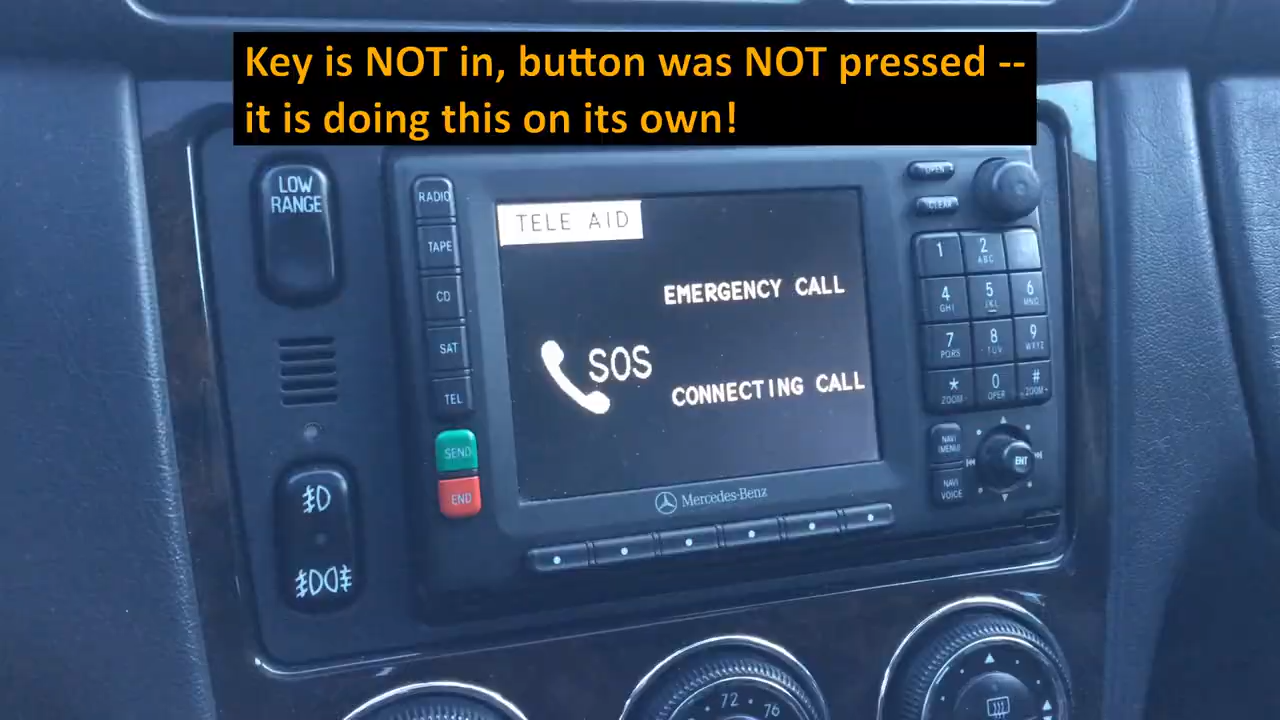 Key is NOT in, button was NOT pressed --
it is doing this on its own!
LOW
RANGE
RADIO
TAPE
CD
SAT
TEL
SEND
END
TELE AID
EMERGENCY CALL
SOS
CONNECTING CALL
Mercedes-Benz
OPEN
CLEAR
1
2
ABC
4
GHI
5
JKL
6
MNO
7
PQRS
8
TUV
9
WXYZ
*
ZOOM
0
OPER
#
ZOOM
NAVI
MENU
NAVI
VOICE
ENT
72
76